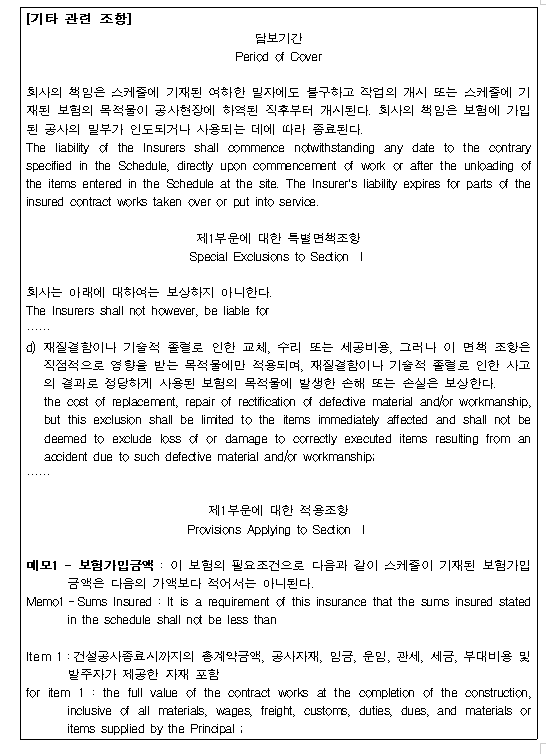 [기타 관련 조항]
담보기간
Period of Cover
회사의 책임은 스케쥴에 기재된 여하한 일자에도 불구하고 작업의 개시 또는 스케쥴에 기
재된 보험의 목적물이 공사현장에 하역된 직후부터 개시된다. 회사의 책임은 보험에 가입
된 공사의 일부가 인도되거나 사용되는 데에 따라 종료된다.
The liability of the Insurers shall commence notwithstanding any date to the contrary
specified in the Schedule, directly upon commencement of work or after the unloading of
the items entered in the Schedule at the site. The Insurer's liability expires for parts of the
insured contract works taken over or put into service.
제1부문에 대한 특별면책조항
Special Exclusions to Section Ⅰ
회사는 아래에 대하여는 보상하지 아니한다.
The Insurers shall not however, be liable for
……
d) 재질결함이나 기술적 졸렬로 인한 교체, 수리 또는 세공비용, 그러나 이 면책 조항은
직접적으로 영향을 받는 목적물에만 적용되며, 재질결함이나 기술적 졸렬로 인한 사고
의 결과로 정당하게 사용된 보험의 목적물에 발생한 손해 또는 손실은 보상한다.
the cost of replacement, repair of rectification of defective material and/or workmanship,
but this exclusion shall be limited to the items immediately affected and shall not be
deemed to exclude loss of or damage to correctly executed items resulting from an
accident due to such defective material and/or workmanship;
……
제1부문에 대한 적용조항
Provisions Applying to Section Ⅰ
메모1 - 보험가입금액 : 이 보험의 필요조건으로 다음과 같이 스케쥴이 기재된 보험가입
금액은 다음의 가액보다 적어서는 아니된다.
Memo1 - Sums Insured : It is a requirement of this insurance that the sums insured stated
in the schedule shall not be less than
Item 1 : 건설공사종료시까지의 총계약금액, 공사자재, 임금, 운임, 관세, 세금, 부대비용 및
발주자가 제공한 자재 포함
for item 1 : the full value of the contract works at the completion of the construction,
inclusive of all materials, wages, freight, customs, duties, dues, and materials or
items supplied by the Principal ;